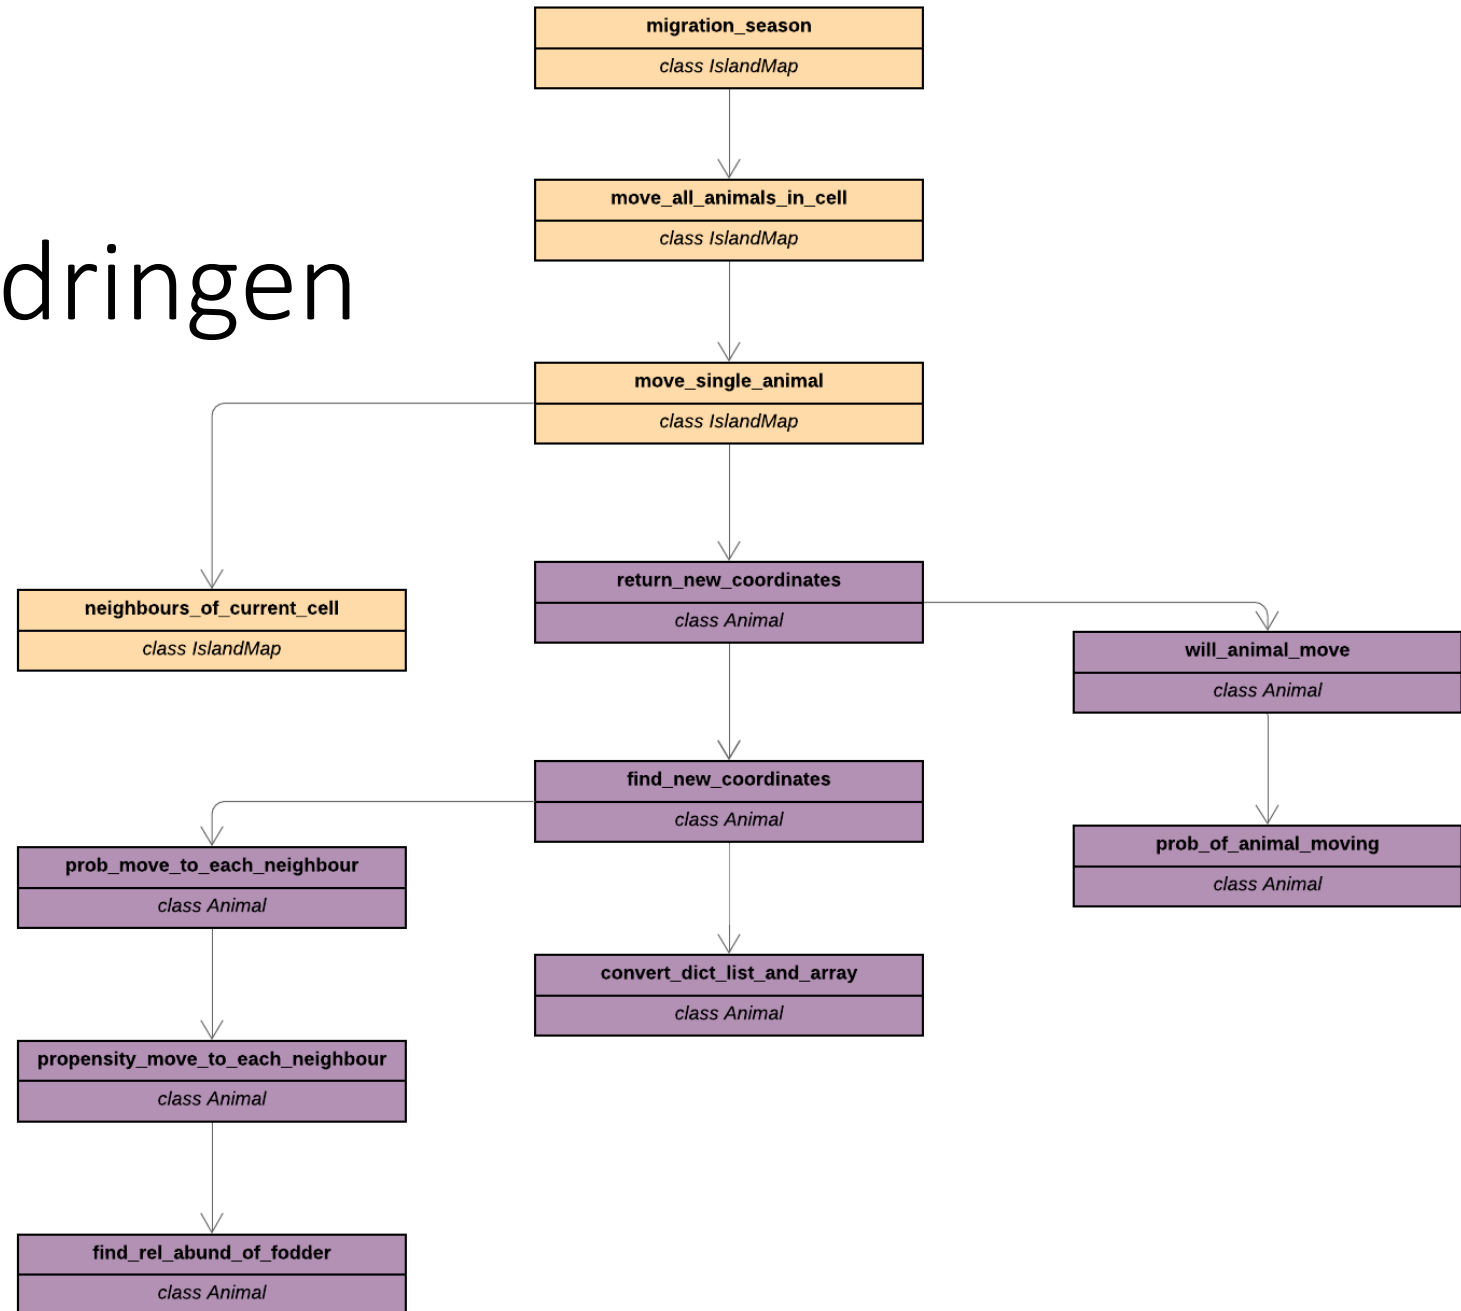 migration_season
class IslandMap
move_all_animals_in_cell
class IslandMap
dringen
move_single_animal
class IslandMap
return_new_coordinates
class Animal
neighbours_of_current_cell
class IslandMap
will_animal_move
class Animal
find_new_coordinates
class Animal
prob_of_animal_moving
class Animal
prob_move_to_each_neighbour
class Animal
convert_dict_list_and_array
class Animal
propensity_move_to_each_neighbour
class Animal
find_rel_abund_of_fodder
class Animal